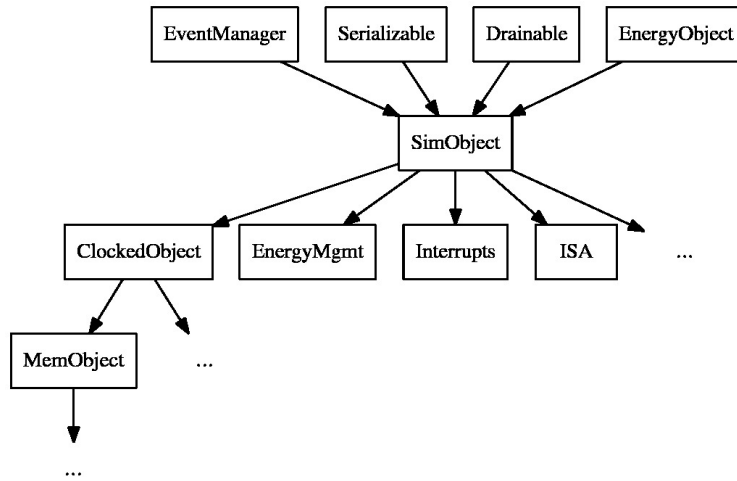 EventManager
Serializable
Drainable
EnergyObject
SimObject
ClockedObject
EnergyMgmt
Interrupts
ISA
...
MemObject
...
...